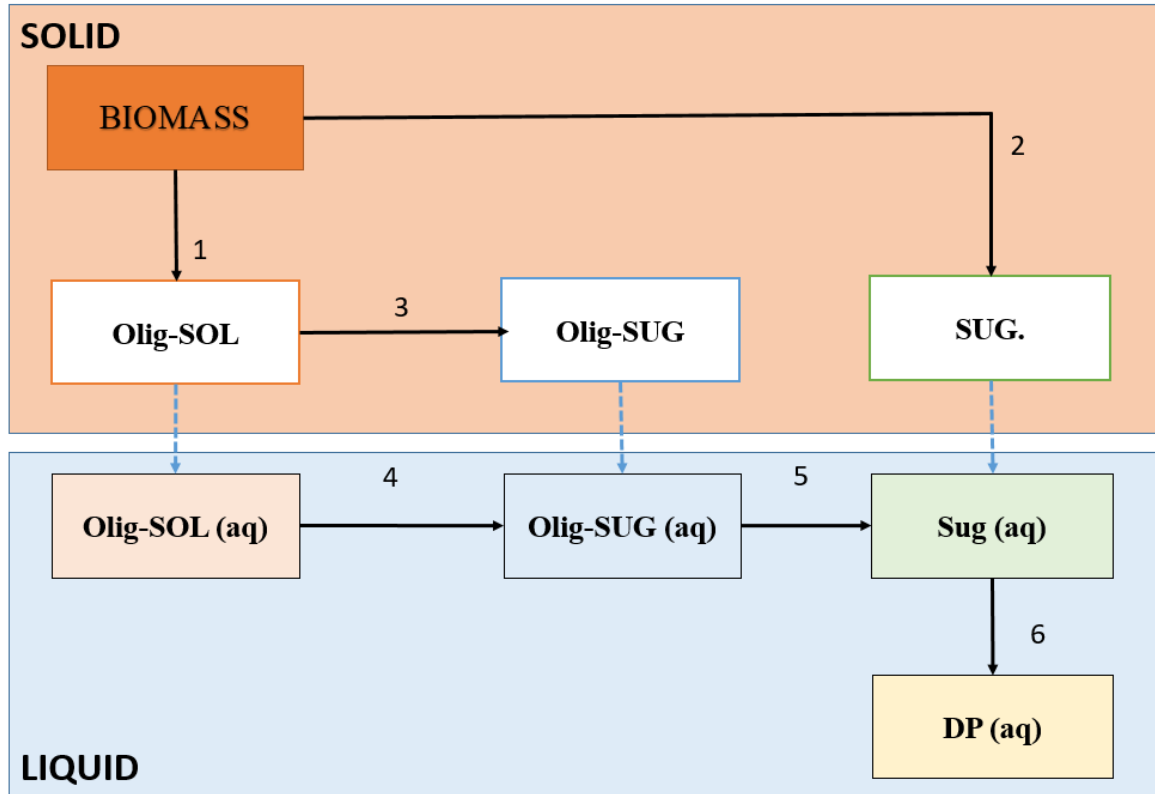 SOLID
BIOMASS
2
1
Olig-SOL
3
Olig-SUG
SUG.
Olig-SOL (aq)
4
Olig-SUG (aq)
5
Sug (aq)
6
DP (aq)
LIQUID